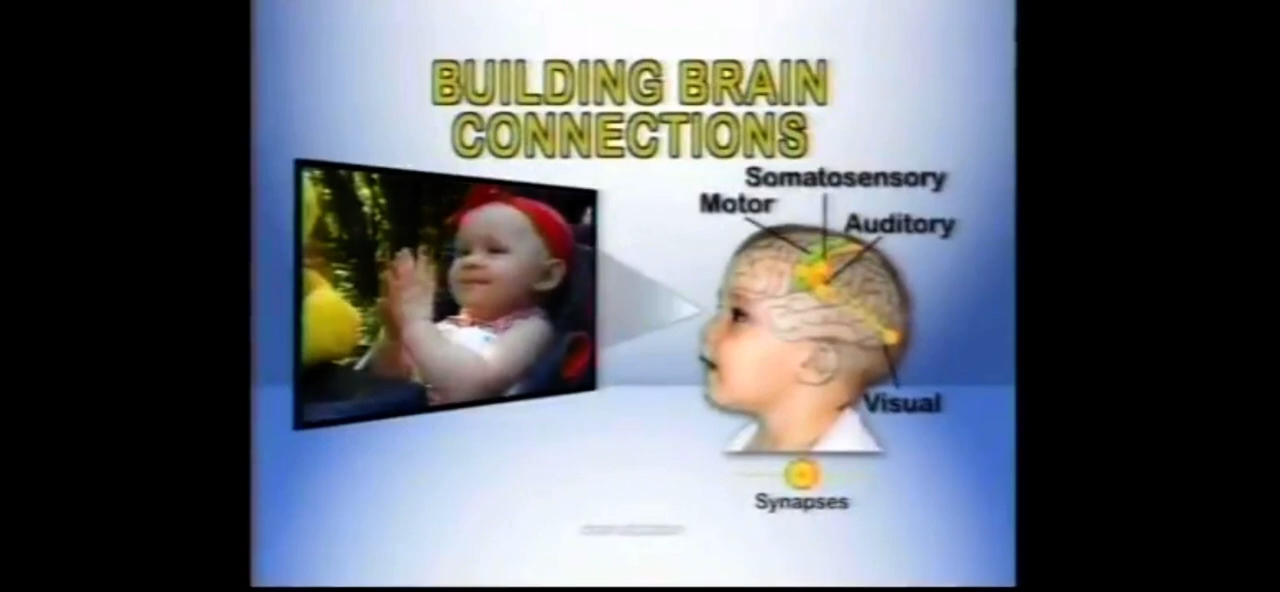 BUILDING BRAIN
CONNECTIONS
Somatosensory
Motor
Auditory
Visual
Synapses